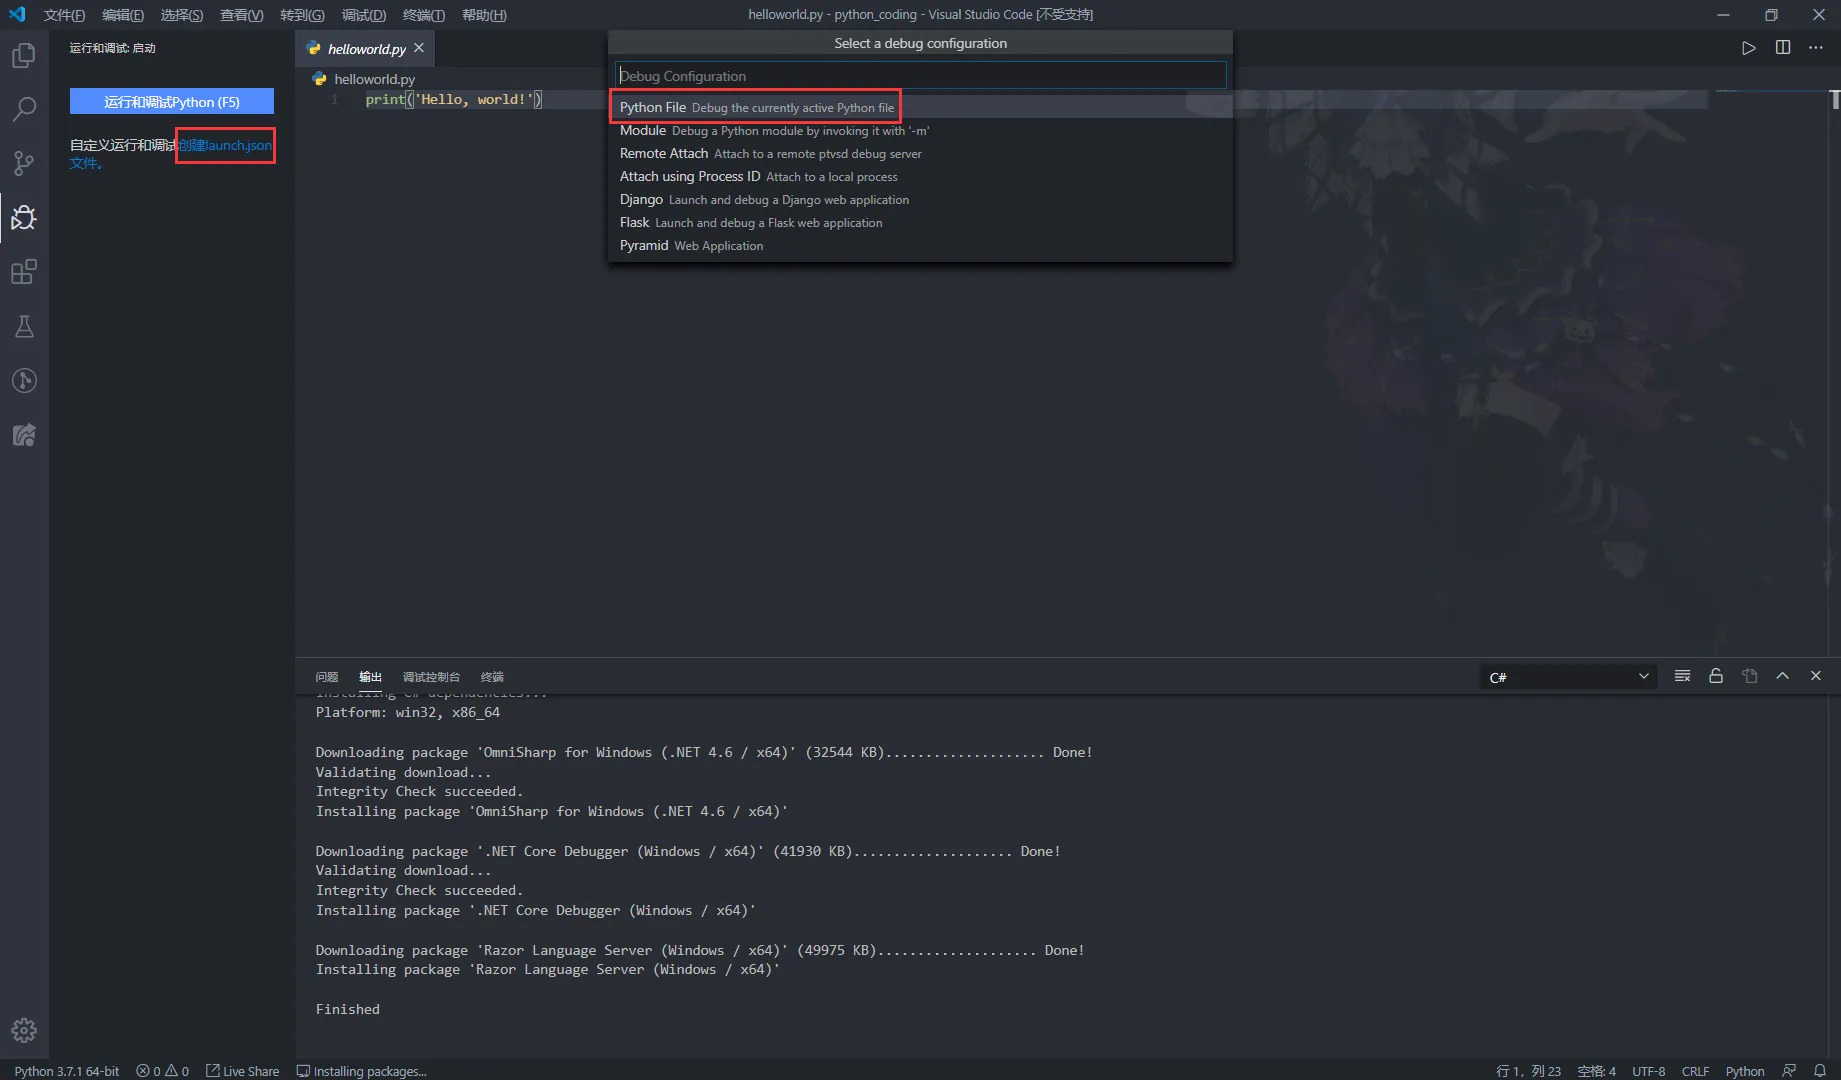 文件(F) 编辑(E) 选择(S) 查看(V) 转到(G) 调试(D) 终端(T) 帮助(H)
helloworld.py - python_coding - Visual Studio Code [不受支持]
运行和调试: 启动
运行和调试Python (F5)
自定义运行和调试创建launch.json
文件。
helloworld.py
helloworld.py
1 print('Hello, world!')
Select a debug configuration
Debug Configuration
Python File Debug the currently active Python file
Module Debug a Python module by invoking it with '-m'
Remote Attach Attach to a remote ptvsd debug server
Attach using Process ID Attach to a local process
Django Launch and debug a Django web application
Flask Launch and debug a Flask web application
Pyramid Web Application
问题 输出 调试控制台 终端
C#
Installing C# dependencies...
Platform: win32, x86_64
Downloading package 'OmniSharp for Windows (.NET 4.6 / x64)' (32544 KB).................... Done!
Validating download...
Integrity Check succeeded.
Installing package 'OmniSharp for Windows (.NET 4.6 / x64)'
Downloading package '.NET Core Debugger (Windows / x64)' (41930 KB).................... Done!
Validating download...
Integrity Check succeeded.
Installing package '.NET Core Debugger (Windows / x64)'
Downloading package 'Razor Language Server (Windows / x64)' (49975 KB).................... Done!
Installing package 'Razor Language Server (Windows / x64)'
Finished
Python 3.7.1 64-bit 0 0 Live Share Installing packages...
行 1，列 23 空格: 4 UTF-8 CRLF Python